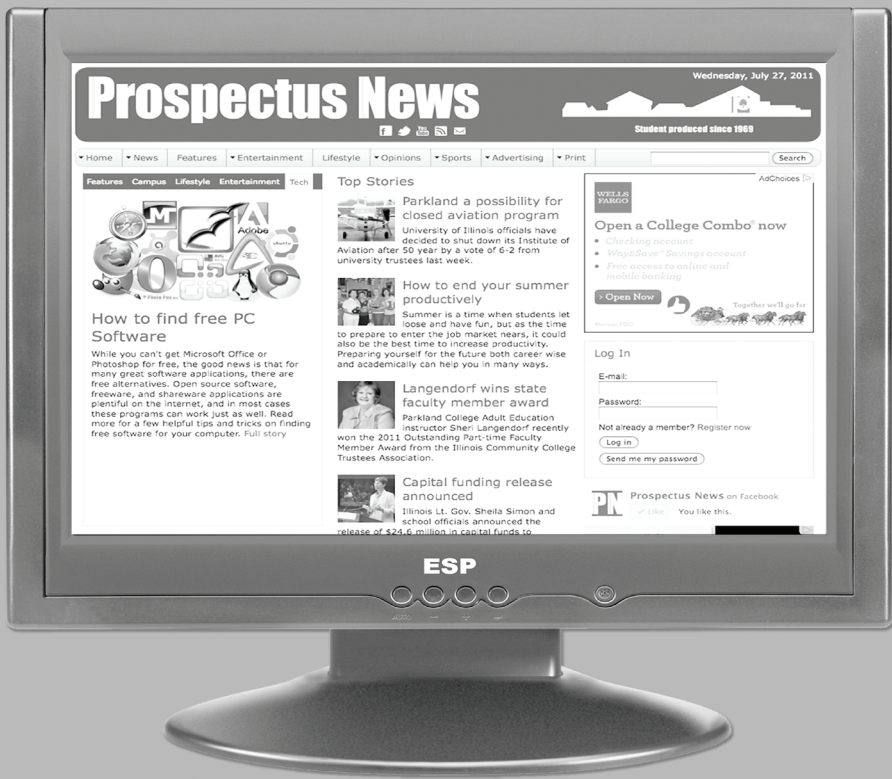 Wednesday, July 27, 2011
Prospectus News
Student produced since 1969
Home News Features Entertainment Lifestyle Opinions Sports Advertising Print Search
Features Campus Lifestyle Entertainment Tech
Adobe
ubuntu
How to find free PC
Software
While you can't get Microsoft Office or
Photoshop for free, the good news is that for
many great software applications, there are
free alternatives. Open source software,
freeware, and shareware applications are
plentiful on the internet, and in most cases
these programs can work just as well. Read
more for a few helpful tips and tricks on finding
free software for your computer. Full story
Top Stories
Parkland a possibility for
closed aviation program
University of Illinois officials have
decided to shut down its Institute of
Aviation after 50 year by a vote of 6-2 from
university trustees last week.
How to end your summer
productively
Summer is a time when students let
loose and have fun, but as the time
to prepare to enter the job market nears, it could
also be the best time to increase productivity.
Preparing yourself for the future both career wise
and academically can help you in many ways.
Langendorf wins state
faculty member award
Parkland College Adult Education
instructor Sheri Langendorf recently
won the 2011 Outstanding Part-time Faculty
Member Award from the Illinois Community College
Trustees Association.
Capital funding release
announced
Illinois Lt. Gov. Sheila Simon and
school officials announced the
release of $24.6 million in capital funds to
AdChoices
WELLS
FARGO
Open a College Combo® now
Checking account
Way2Save® Savings account
Free access to online and
mobile banking
Open Now
Together we'll go far
Member FDIC
Log In
E-mail:
Password:
Not already a member? Register now
Log in
Send me my password
PN
Prospectus News on Facebook
Like You like this.
ESP